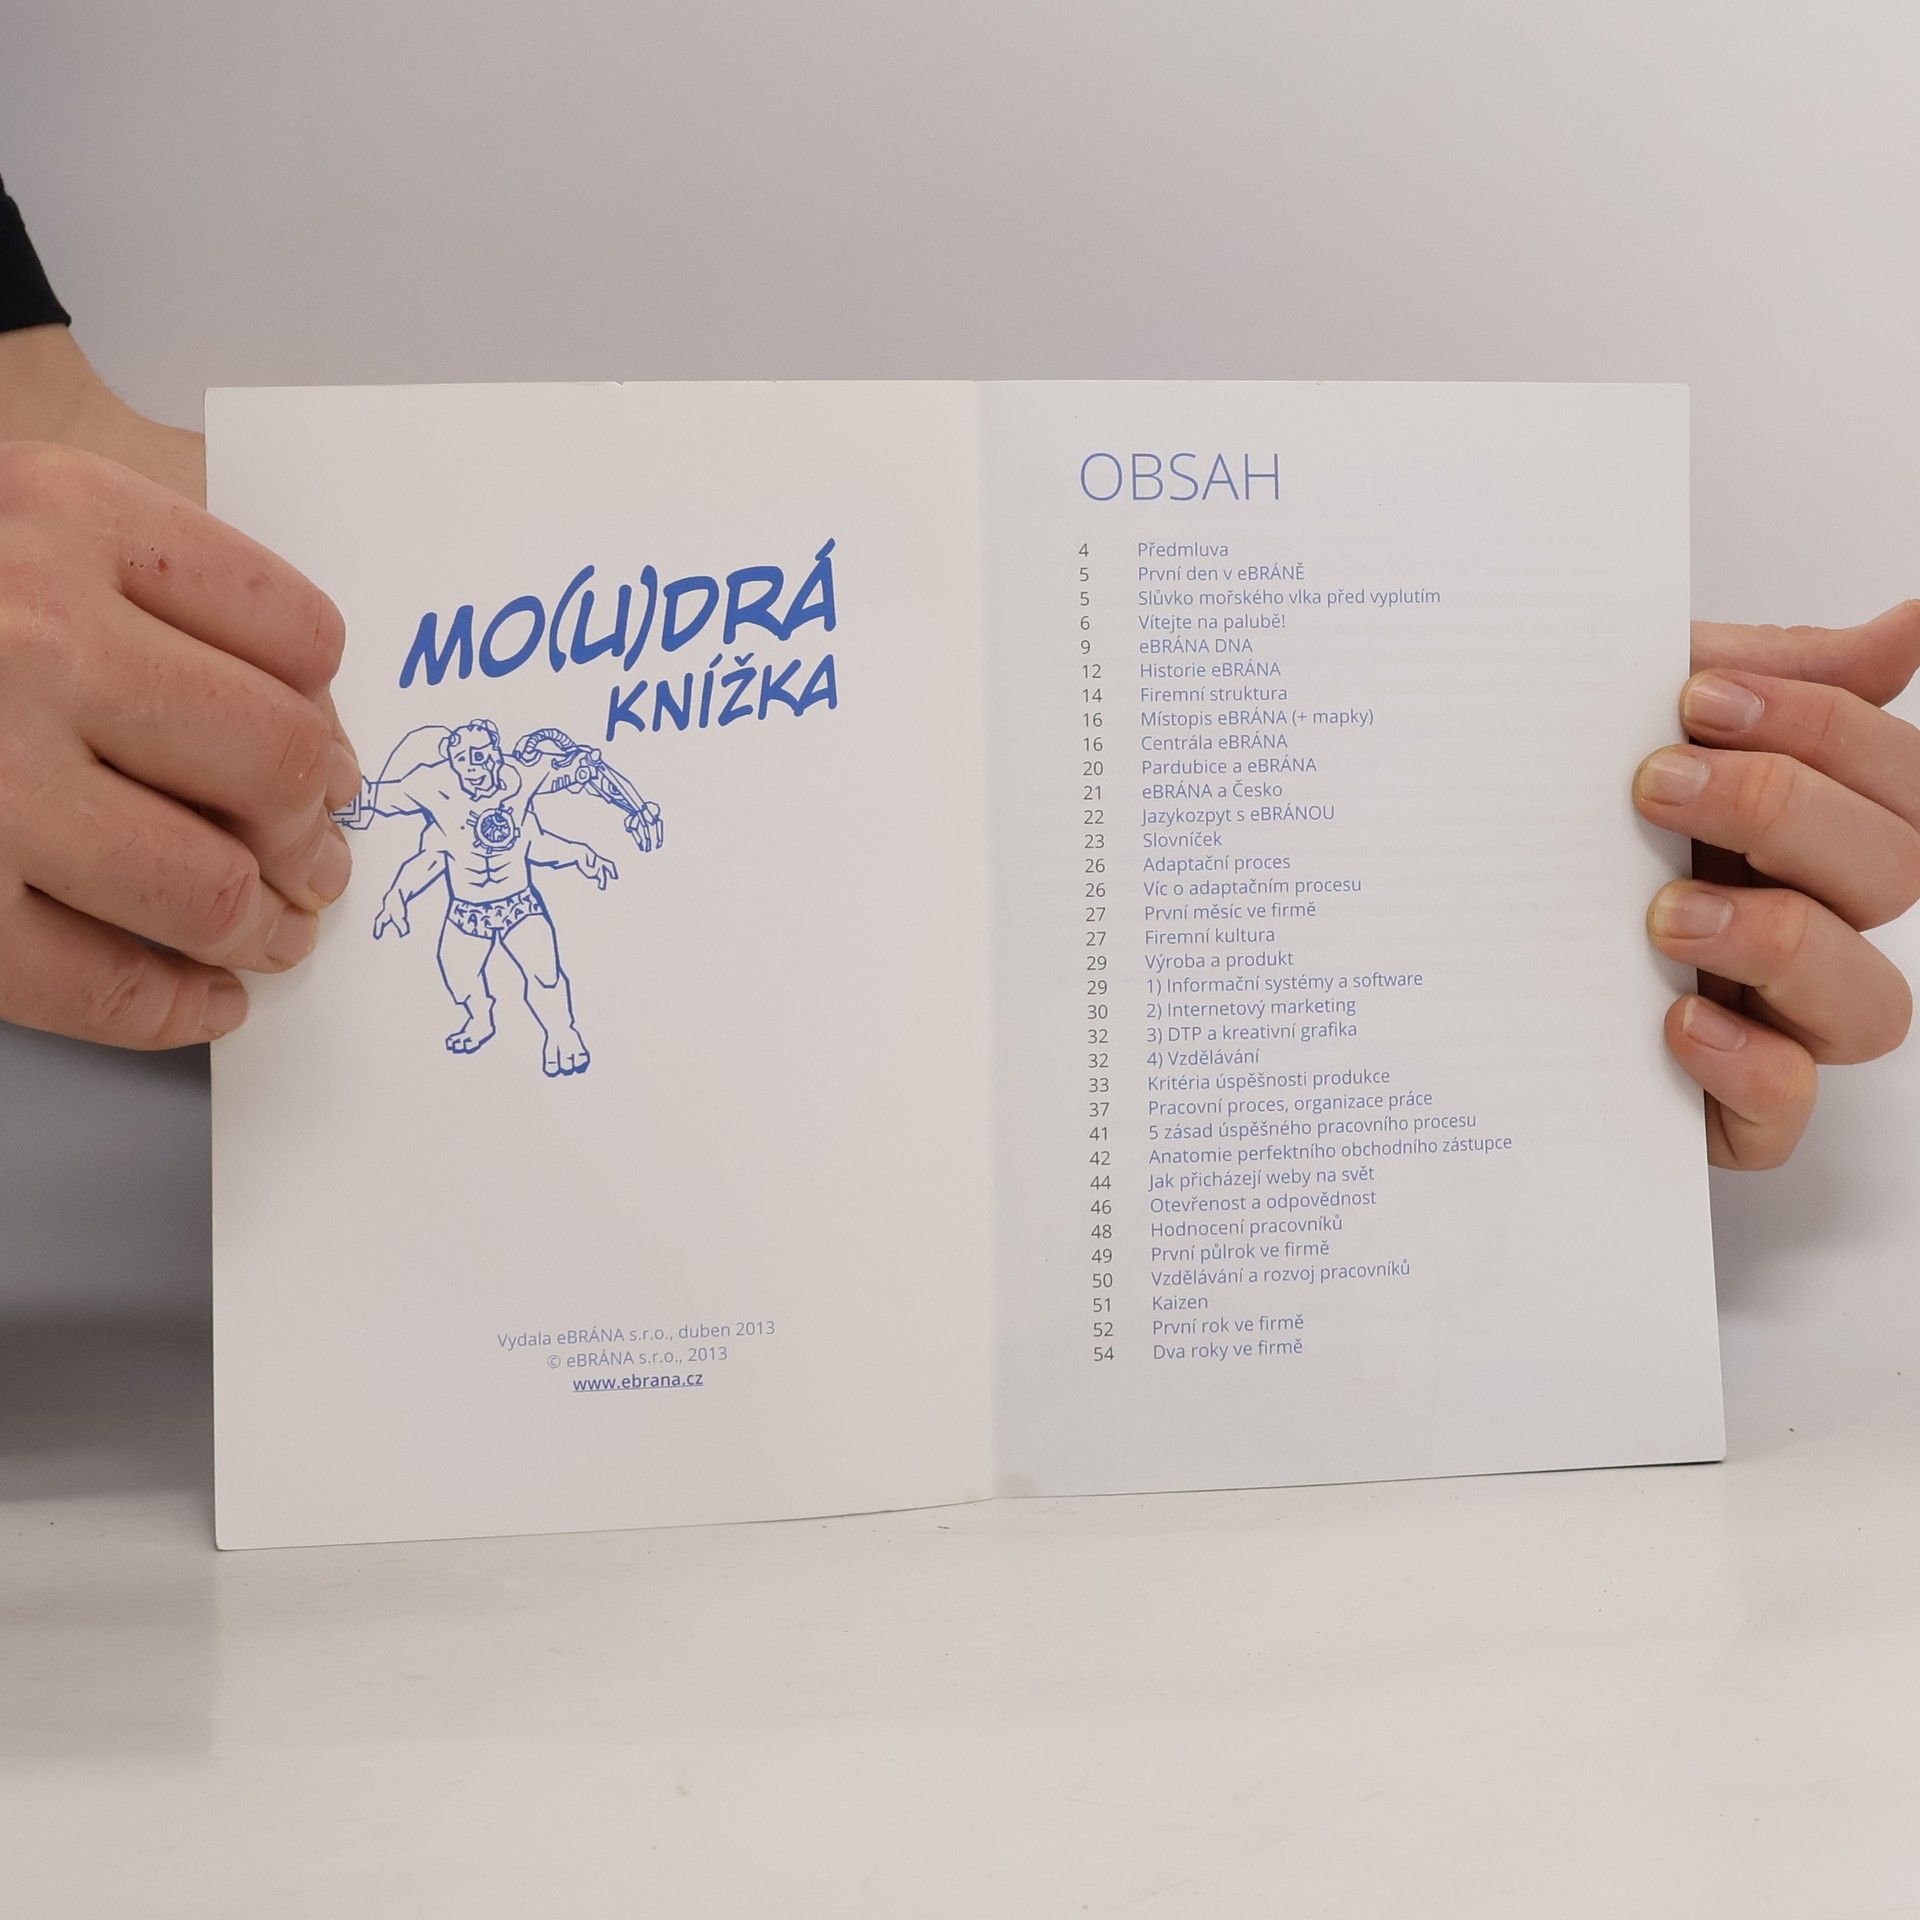 MO(U)DRÁ
KNÍŽKA
Vydala eBRÁNA s.r.o., duben 2013
© eBRÁNA s.r.o., 2013
www.ebrana.cz
OBSAH
4 Předmluva
5 První den v eBRÁNĚ
5 Slůvko mořského vlka před vyplutím
6 Vítejte na palubě!
9 eBRÁNA DNA
12 Historie eBRÁNA
14 Firemní struktura
16 Místopis eBRÁNA (+ mapky)
16 Centrála eBRÁNA
20 Pardubice a eBRÁNA
21 eBRÁNA a Česko
22 Jazykozpyt s eBRÁNOU
23 Slovníček
26 Adaptační proces
26 Víc o adaptačním procesu
27 První měsíc ve firmě
27 Firemní kultura
29 Výroba a produkt
29 1) Informační systémy a software
30 2) Internetový marketing
32 3) DTP a kreativní grafika
32 4) Vzdělávání
33 Kritéria úspěšnosti produkce
37 Pracovní proces, organizace práce
41 5 zásad úspěšného pracovního procesu
42 Anatomie perfektního obchodního zástupce
44 Jak přicházejí weby na svět
46 Otevřenost a odpovědnost
48 Hodnocení pracovníků
49 První půlrok ve firmě
50 Vzdělávání a rozvoj pracovníků
51 Kaizen
52 První rok ve firmě
54 Dva roky ve firmě